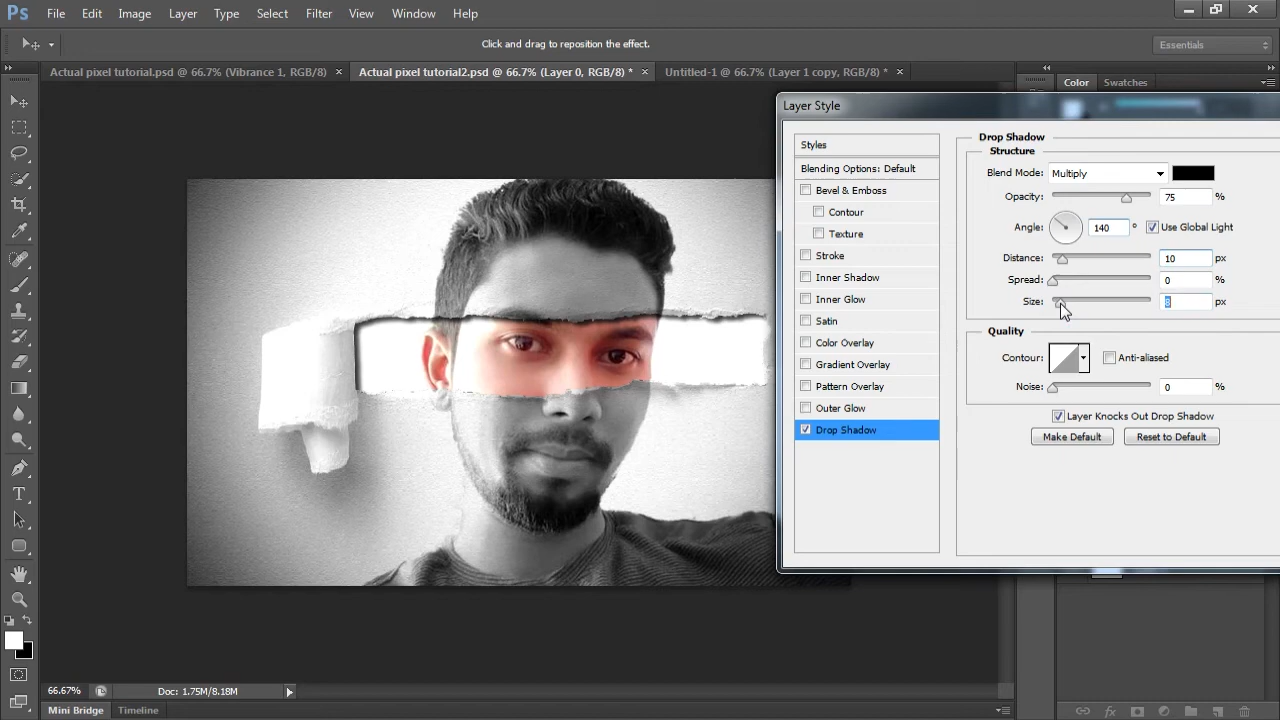 Ps File Edit Image Layer Type Select Filter View Window Help
Click and drag to reposition the effect.
Essentials
Actual pixel tutorial.psd @ 66.7% (Vibrance 1, RGB/8) ×
Actual pixel tutorial2.psd @ 66.7% (Layer 0, RGB/8) * ×
Untitled-1 @ 66.7% (Layer 1 copy, RGB/8) * ×
Color Swatches
Layer Style
Styles
Blending Options: Default
Bevel & Emboss
Contour
Texture
Stroke
Inner Shadow
Inner Glow
Satin
Color Overlay
Gradient Overlay
Pattern Overlay
Outer Glow
Drop Shadow
Drop Shadow
Structure
Blend Mode: Multiply
Opacity: 75 %
Angle: 140 ° Use Global Light
Distance: 10 px
Spread: 0 %
Size: 8 px
Quality
Contour: Anti-aliased
Noise: 0 %
Layer Knocks Out Drop Shadow
Make Default Reset to Default
66.67% Doc: 1.75M/8.18M
Mini Bridge Timeline